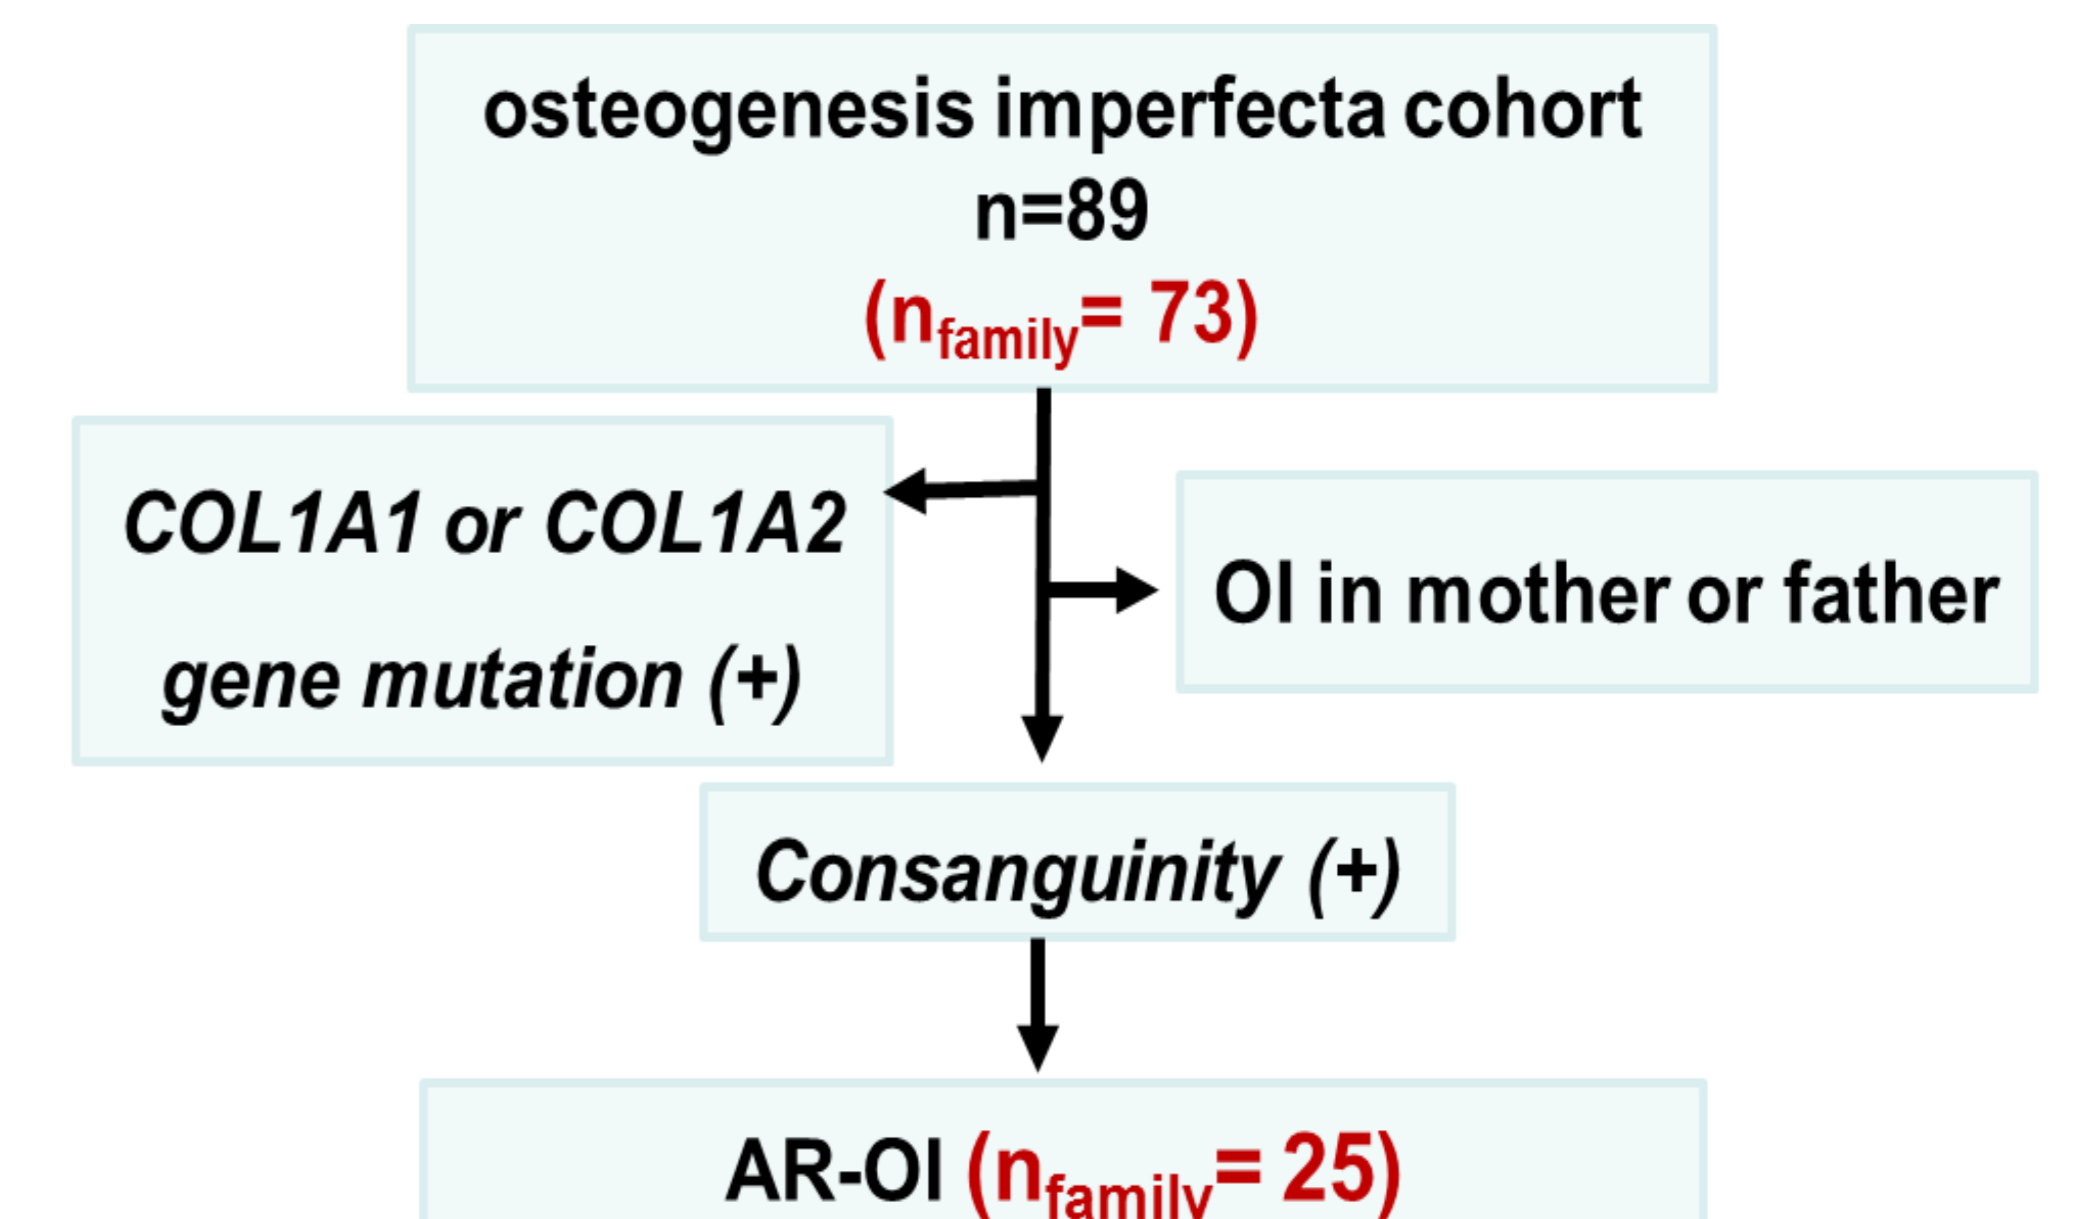 osteogenesis imperfecta cohort
n=89
(nfamily= 73)
COL1A1 or COL1A2
gene mutation (+)
OI in mother or father
Consanguinity (+)
AR-OI (nfamily= 25)